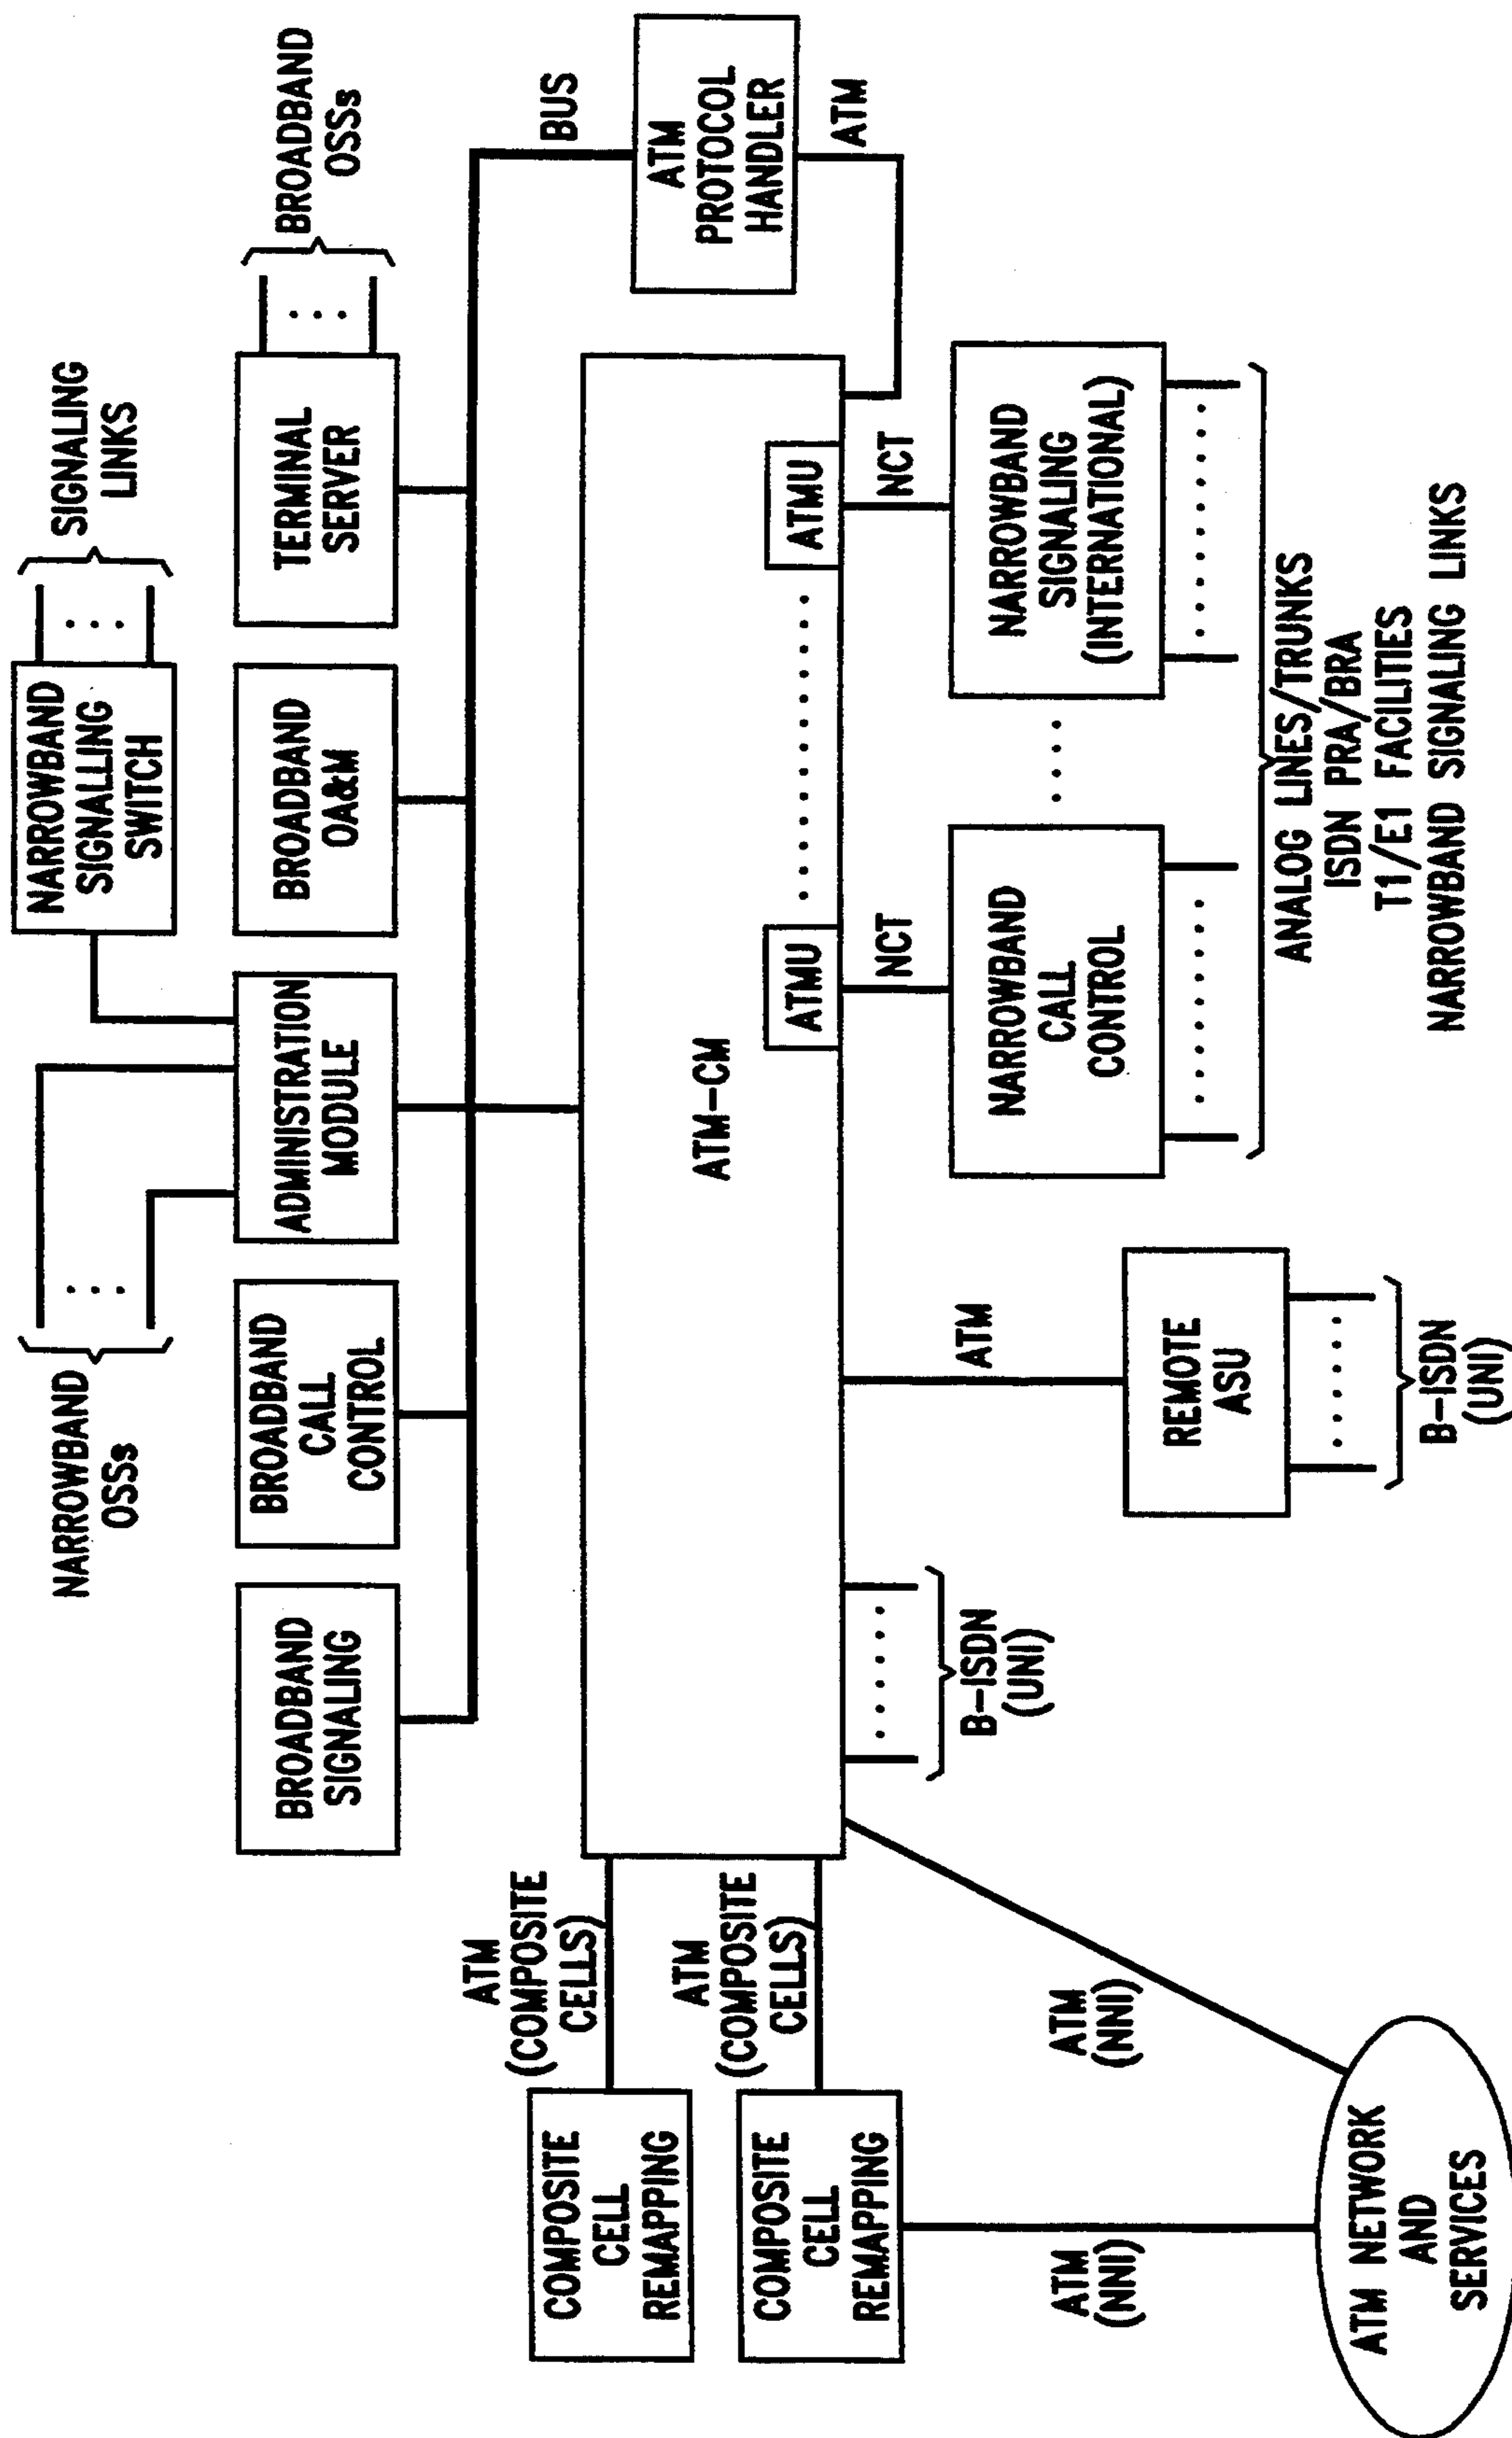 NARROWBAND
OSSs
NARROWBAND
SIGNALLING
SWITCH
SIGNALING
LINKS
BROADBAND
SIGNALING
BROADBAND
CALL
CONTROL
ADMINISTRATION
MODULE
BROADBAND
OA&M
TERMINAL
SERVER
BROADBAND
OSSs
BUS
ATM
PROTOCOL
HANDLER
ATM
ATM
(COMPOSITE
CELLS)
COMPOSITE
CELL
REMAPPING
ATM
(COMPOSITE
CELLS)
COMPOSITE
CELL
REMAPPING
ATM-CM
ATMU
ATMU
NCT
NCT
B-ISDN
(UNI)
ATM
NARROWBAND
CALL
CONTROL
NARROWBAND
SIGNALING
(INTERNATIONAL)
ATM
(NNI)
ATM
(NNI)
REMOTE
ASU
B-ISDN
(UNI)
ANALOG LINES/TRUNKS
ISDN PRA/BRA
T1/E1 FACILITIES
NARROWBAND SIGNALING LINKS
ATM NETWORK
AND
SERVICES